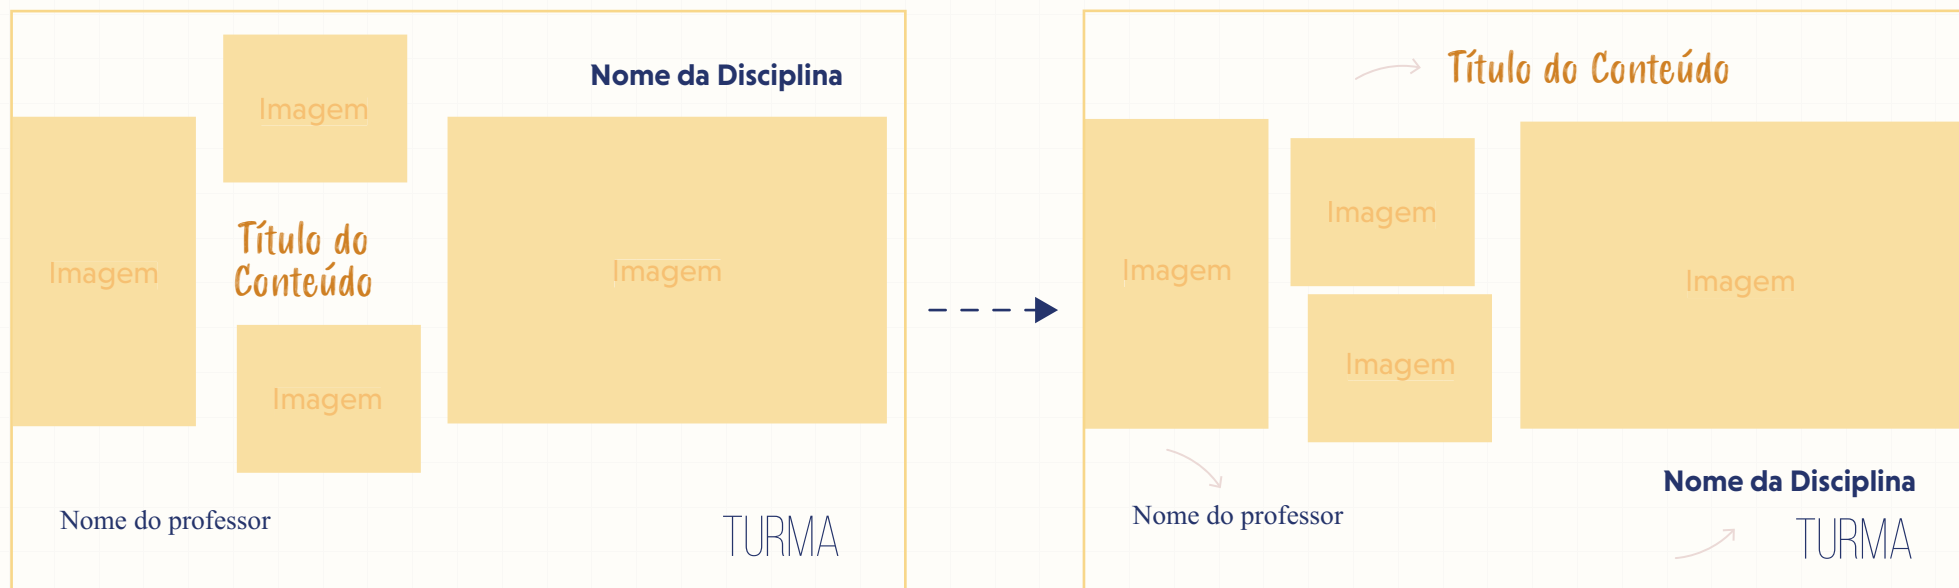 Imagem
Nome da Disciplina
Imagem
Título do
Conteúdo
Imagem
Imagem
Nome do professor
TURMA
Título do Conteúdo
Imagem
Imagem
Imagem
Imagem
Nome do professor
Nome da Disciplina
TURMA